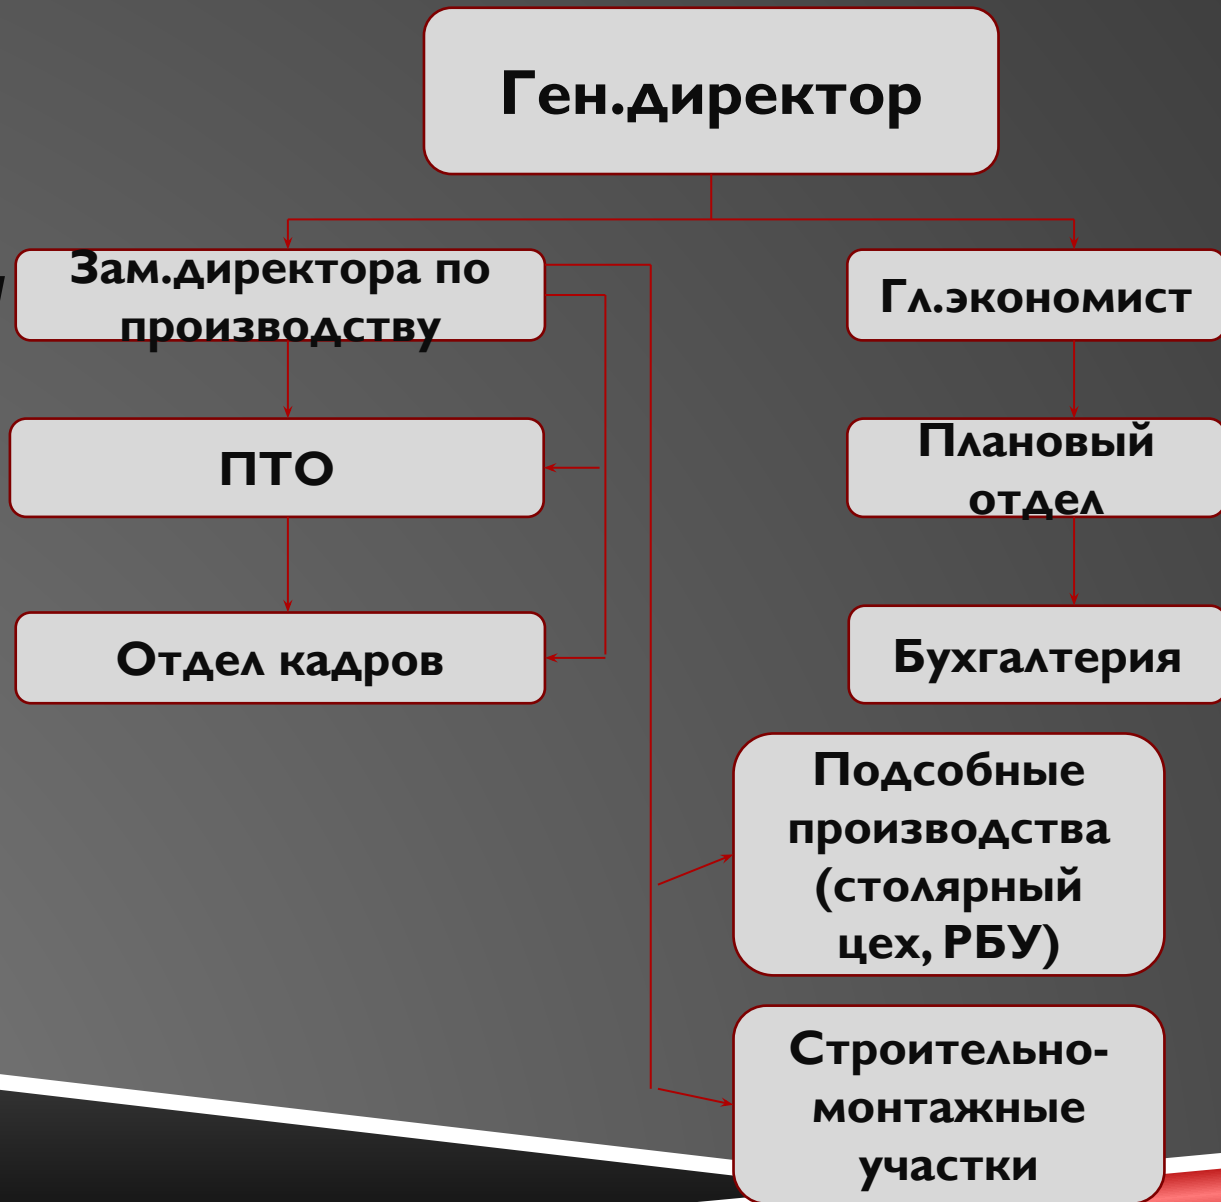 Ген.директор
Зам.директора по
производству
Гл.экономист
ПТО
Плановый
отдел
Отдел кадров
Бухгалтерия
Подсобные
производства
(столярный
цех, РБУ)
Строительно-
монтажные
участки